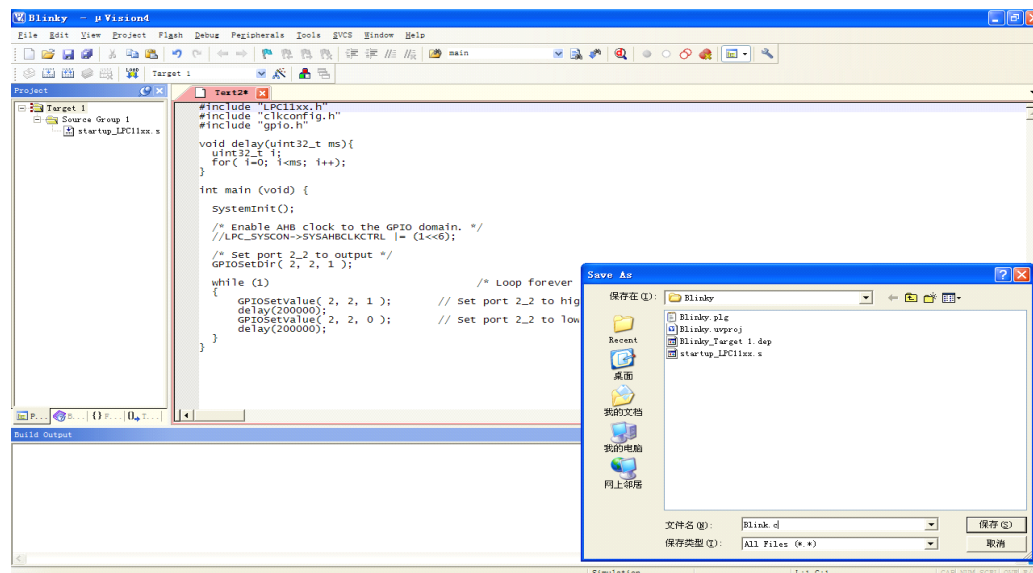 Blinky - µVision4
File Edit View Project Flash Debug Peripherals Tools SVCS Window Help
main
LOAD Target 1
Project
Text2*
Target 1
Source Group 1
startup_LPC11xx.s
#include "LPC11xx.h"
#include "clkconfig.h"
#include "gpio.h"
void delay(uint32_t ms){
uint32_t i;
for( i=0; i<ms; i++);
}
int main (void) {
SystemInit();
/* Enable AHB clock to the GPIO domain. */
//LPC_SYSCON->SYSAHBCLKCTRL |= (1<<6);
/* Set port 2_2 to output */
GPIOSetDir( 2, 2, 1 );
while (1) /* Loop forever
{
GPIOSetValue( 2, 2, 1 ); // Set port 2_2 to hig
delay(200000);
GPIOSetValue( 2, 2, 0 ); // Set port 2_2 to low
delay(200000);
}
}
P... B... {} F... T...
Build Output
Save As
保存在(I): Blinky
Recent
桌面
我的文档
我的电脑
网上邻居
Blinky.plg
Blinky.uvproj
Blinky_Target 1.dep
startup_LPC11xx.s
文件名(N): Blink.c 保存(S)
保存类型(T): All Files (*.*) 取消
Simulation